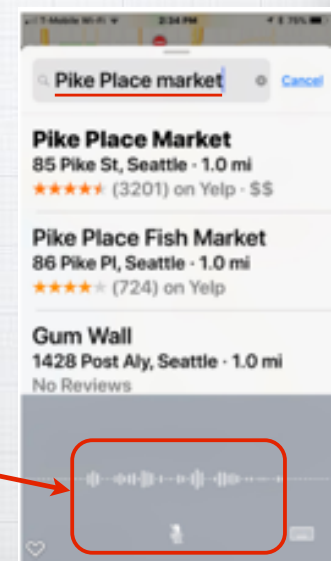 T-Mobile Wi-Fi 2:34 PM 75%
Pike Place market Cancel
Pike Place Market
85 Pike St, Seattle · 1.0 mi
(3201) on Yelp · $$
Pike Place Fish Market
86 Pike Pl, Seattle · 1.0 mi
(724) on Yelp
Gum Wall
1428 Post Aly, Seattle · 1.0 mi
No Reviews